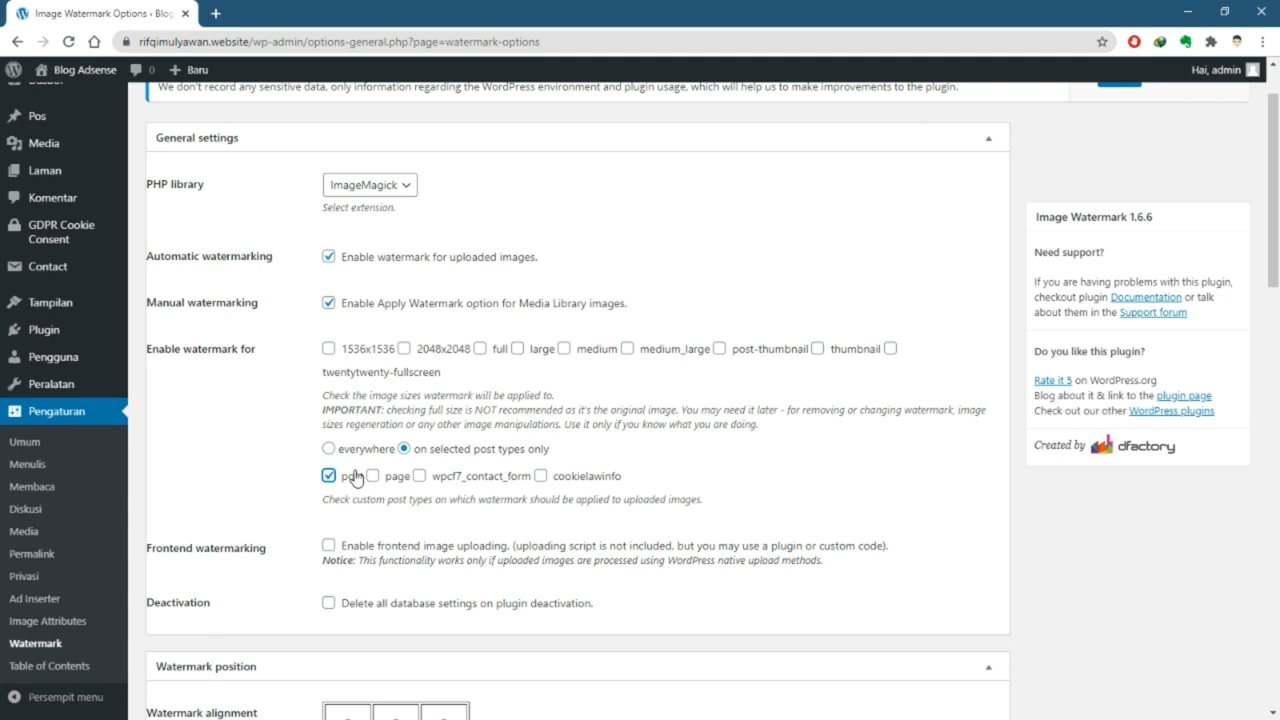 Image Watermark Options ‹ Blog
rifqimulyawan.website/wp-admin/options-general.php?page=watermark-options
Blog Adsense 0 Baru Hai, admin
Pos
Media
Laman
Komentar
GDPR Cookie
Consent
Contact
Tampilan
Plugin
Pengguna
Peralatan
Pengaturan
Umum
Menulis
Membaca
Diskusi
Media
Permalink
Privasi
Ad Inserter
Image Attributes
Watermark
Table of Contents
Persempit menu
We don't record any sensitive data, only information regarding the WordPress environment and plugin usage, which will help us to make improvements to the plugin.
General settings
PHP library
ImageMagick
Select extension.
Automatic watermarking
Enable watermark for uploaded images.
Manual watermarking
Enable Apply Watermark option for Media Library images.
Enable watermark for
1536x1536 2048x2048 full large medium medium_large post-thumbnail thumbnail
twentytwenty-fullscreen
Check the image sizes watermark will be applied to.
IMPORTANT: checking full size is NOT recommended as it's the original image. You may need it later - for removing or changing watermark, image
sizes regeneration or any other image manipulations. Use it only if you know what you are doing.
everywhere on selected post types only
page wpcf7_contact_form cookielawinfo
Check custom post types on which watermark should be applied to uploaded images.
Frontend watermarking
Enable frontend image uploading. (uploading script is not included, but you may use a plugin or custom code).
Notice: This functionality works only if uploaded images are processed using WordPress native upload methods.
Deactivation
Delete all database settings on plugin deactivation.
Watermark position
Watermark alignment
Image Watermark 1.6.6
Need support?
If you are having problems with this plugin,
checkout plugin Documentation or talk
about them in the Support forum
Do you like this plugin?
Rate it 5 on WordPress.org
Blog about it & link to the plugin page
Check out our other WordPress plugins
Created by dfactory